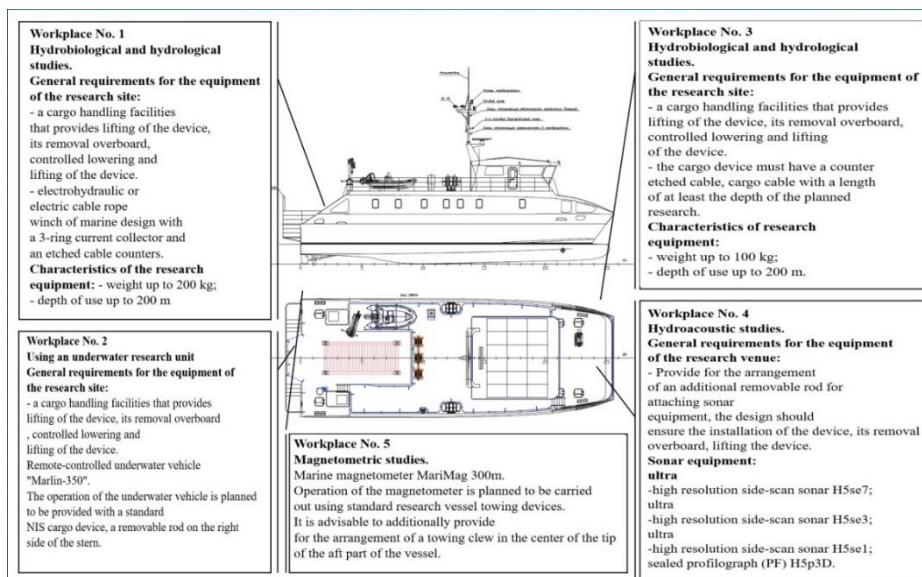 Workplace No. 1
Hydrobiological and hydrological
studies.
General requirements for the equipment
of the research site:
- a cargo handling facilities
that provides lifting of the device,
its removal overboard,
controlled lowering and
lifting of the device.
- electrohydraulic or
electric cable rope
winch of marine design with
a 3-ring current collector and
an etched cable counters.
Characteristics of the research
equipment: - weight up to 200 kg;
- depth of use up to 200 m
Workplace No. 2
Using an underwater research unit
General requirements for the equipment of
the research site:
- a cargo handling facilities that provides
lifting of the device, its removal overboard
, controlled lowering and
lifting of the device.
Remote-controlled underwater vehicle
"Marlin-350".
The operation of the underwater vehicle is planned
to be provided with a standard
NIS cargo device, a removable rod on the right
side of the stern.
Workplace No. 5
Magnetometric studies.
Marine magnetometer MariMag 300m.
Operation of the magnetometer is planned to be carried
out using standard research vessel towing devices.
It is advisable to additionally provide
for the arrangement of a towing clew in the center of the tip
of the aft part of the vessel.
Workplace No. 3
Hydrobiological and hydrological
studies.
General requirements for the equipment of
the research site:
- a cargo handling facilities that provides
lifting of the device, its removal overboard,
controlled lowering and lifting
of the device.
- the cargo device must have a counter
etched cable, cargo cable with a length
of at least the depth of the planned
research.
Characteristics of research
equipment:
- weight up to 100 kg;
- depth of use up to 200 m.
Workplace No. 4
Hydroacoustic studies.
General requirements for the equipment
of the research venue:
- Provide for the arrangement
of an additional removable rod for
attaching sonar
equipment, the design should
ensure the installation of the device, its removal
overboard, lifting the device.
Sonar equipment:
ultra
-high resolution side-scan sonar H5se7;
ultra
-high resolution side-scan sonar H5se3;
ultra
-high resolution side-scan sonar H5se1;
sealed profilograph (PF) H5p3D.